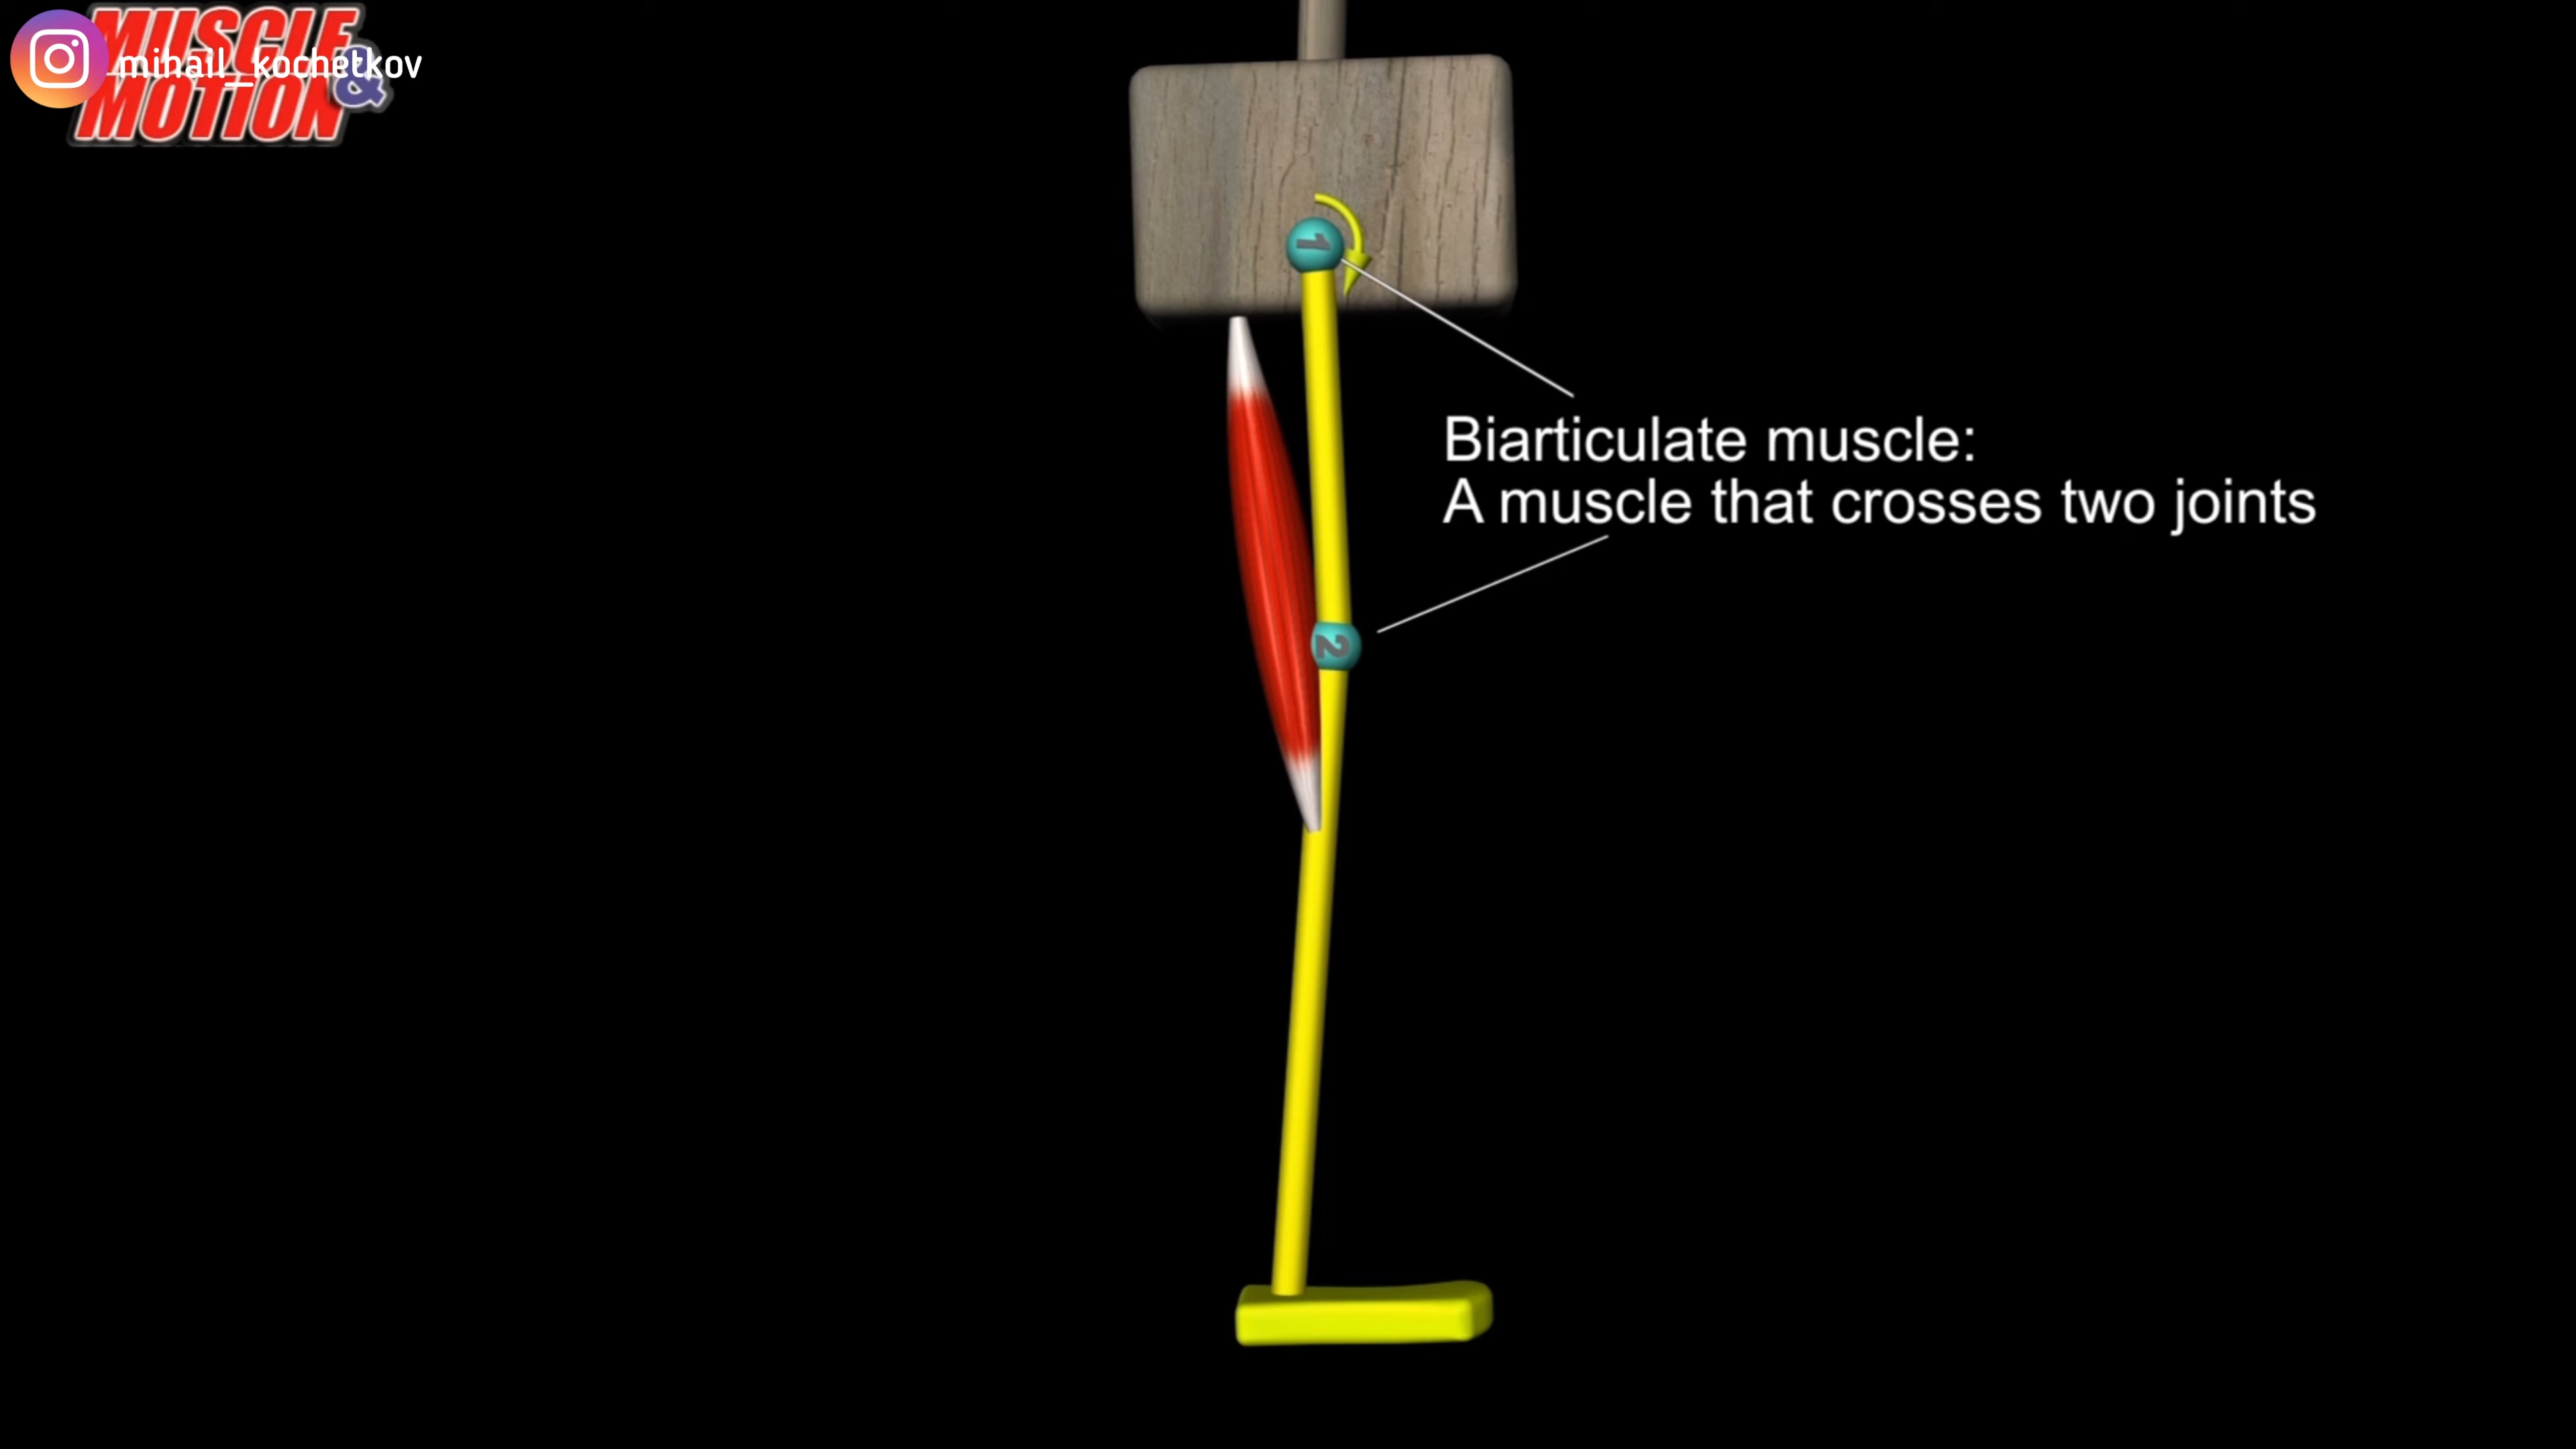 MUSCLE
&
MOTION
mihail_kochetkov
1
Biarticulate muscle:
A muscle that crosses two joints
2